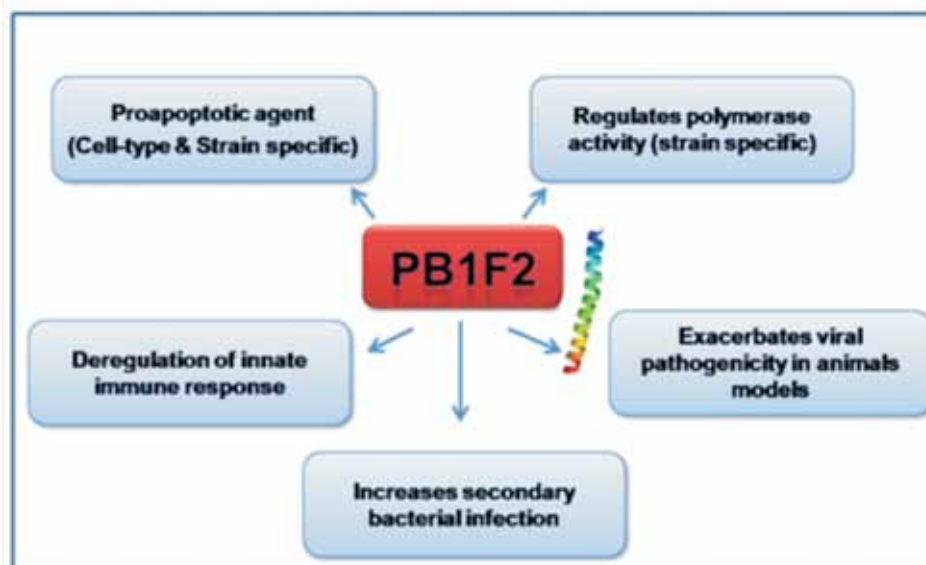 Proapoptotic agent
(Cell-type & Strain specific)
Regulates polymerase
activity (strain specific)
PB1F2
Deregulation of innate
immune response
Exacerbates viral
pathogenicity in animals
models
Increases secondary
bacterial infection